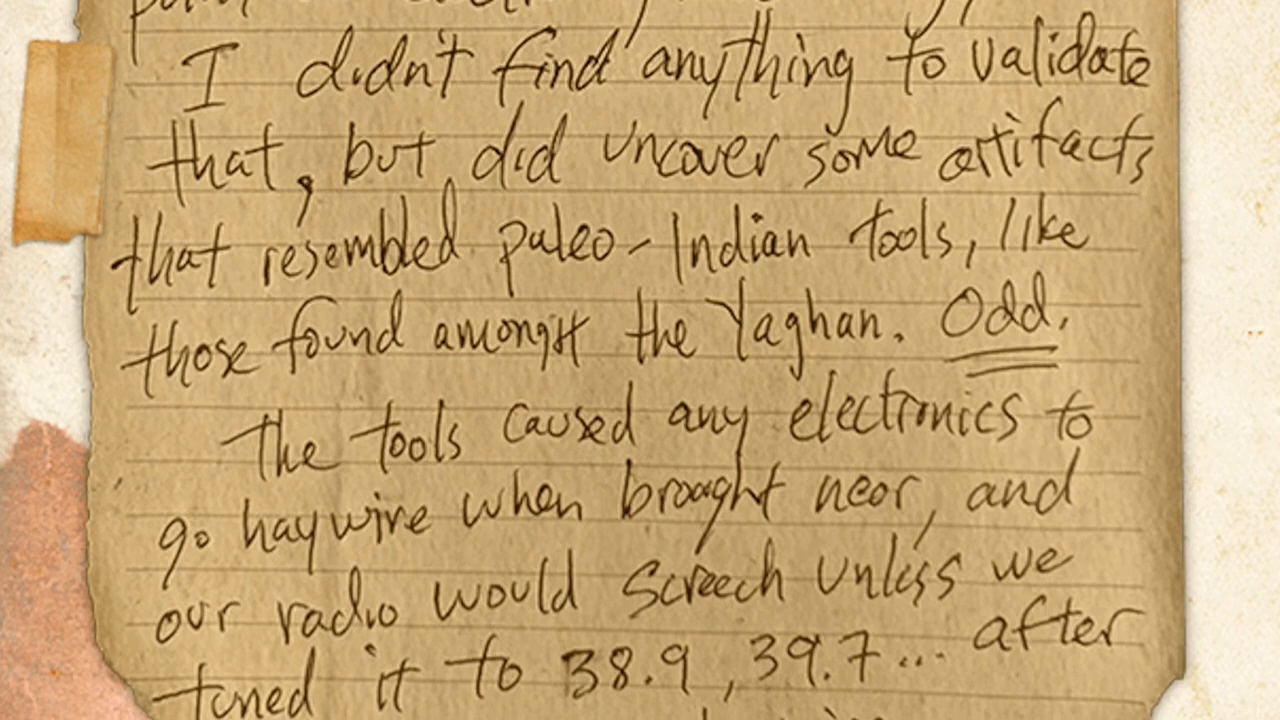 I didn't find anything to validate
that, but did uncover some artifacts
that resembled paleo-Indian tools, like
those found amongst the Yaghan. Odd.
The tools caused any electronics to
go haywire when brought near, and
our radio would screech unless we
tuned it to 38.9, 39.7... after